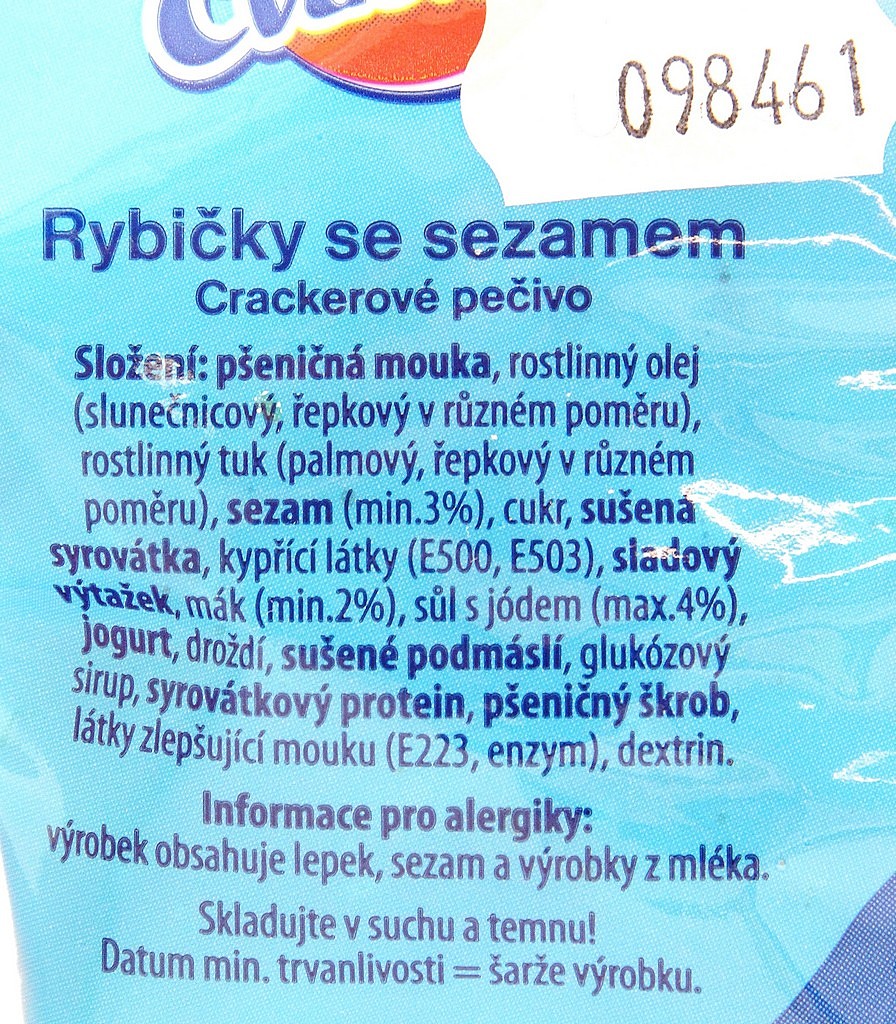 098461
Rybičky se sezamem
Crackerové pečivo
Složení: pšeničná mouka, rostlinný olej
(slunečnicový, řepkový v různém poměru),
rostlinný tuk (palmový, řepkový v různém
poměru), sezam (min.3%), cukr, sušená
syrovátka, kypřící látky (E500, E503), sladový
výtažek, mák (min.2%), sůl s jódem (max.4%),
jogurt, droždí, sušené podmáslí, glukózový
sirup, syrovátkový protein, pšeničný škrob,
látky zlepšující mouku (E223, enzym), dextrin.
Informace pro alergiky:
výrobek obsahuje lepek, sezam a výrobky z mléka.
Skladujte v suchu a temnu!
Datum min. trvanlivosti = šarže výrobku.